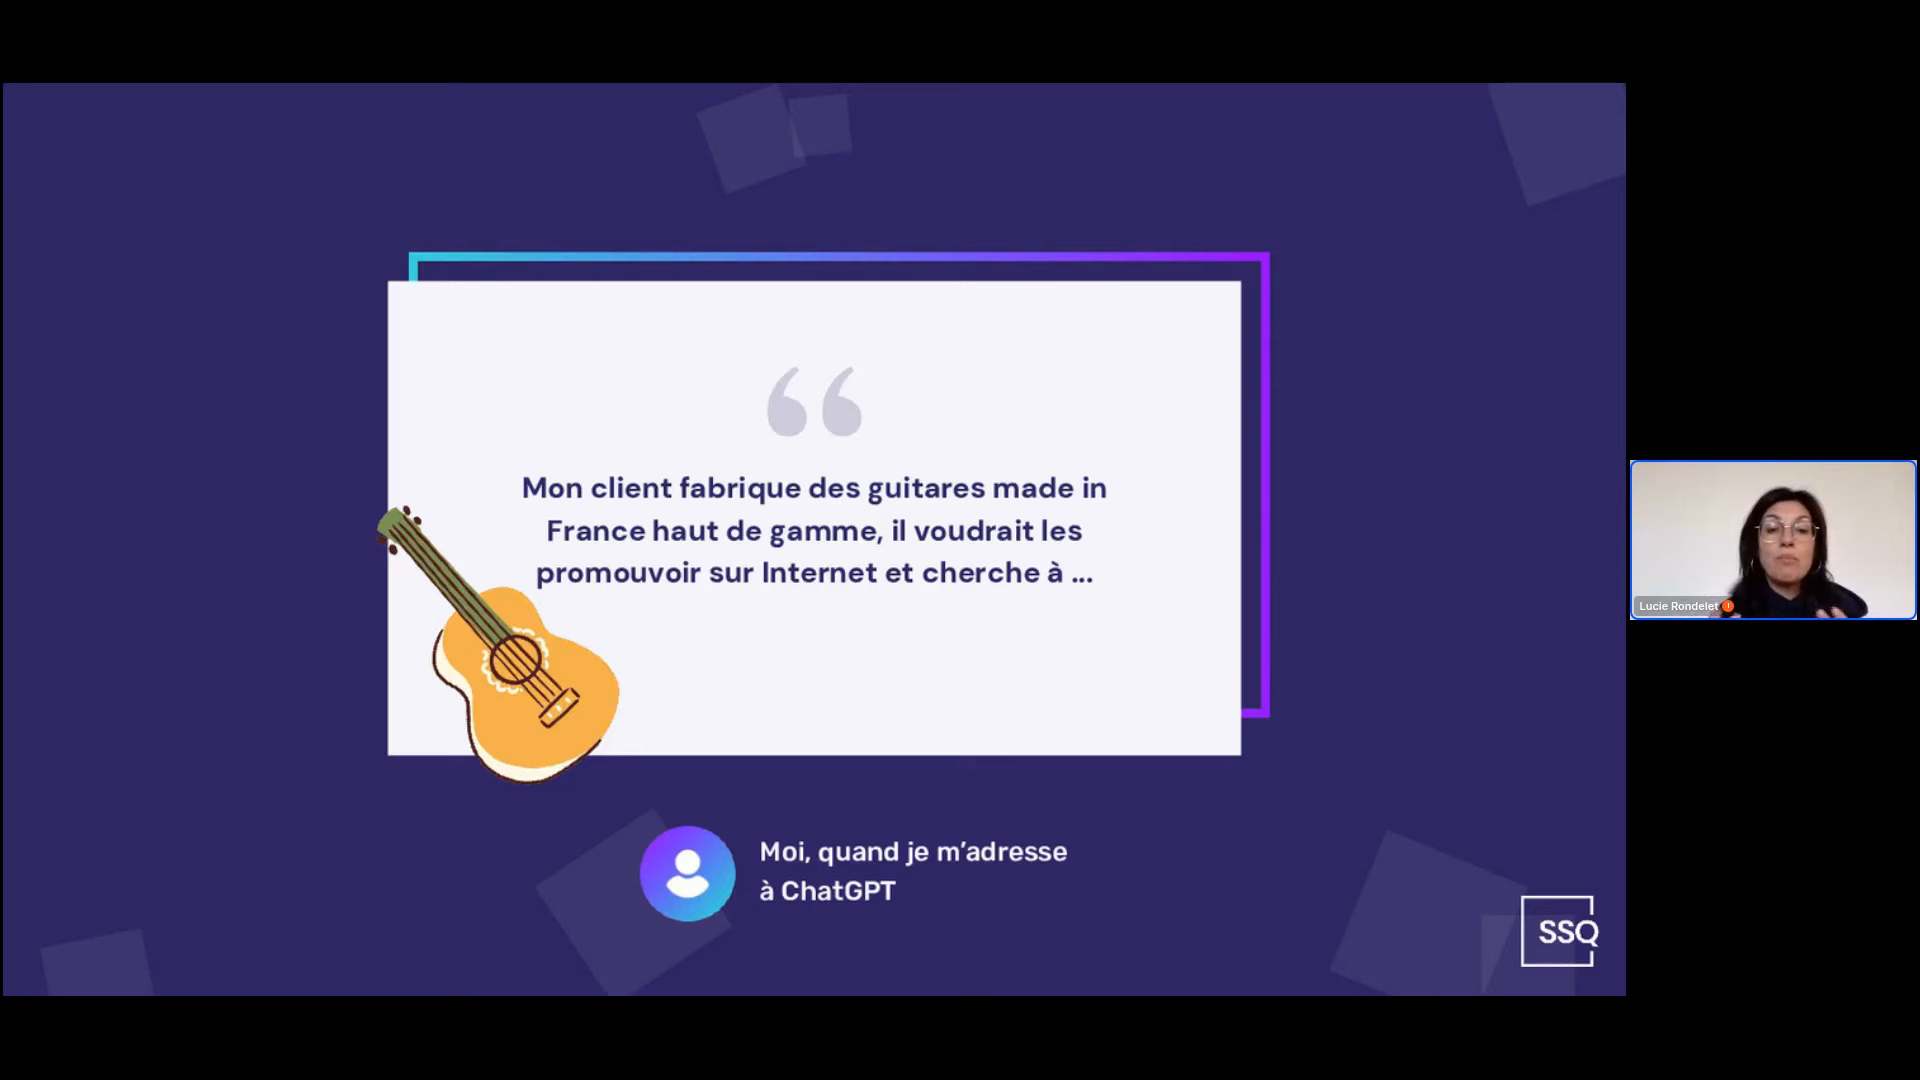 Mon client fabrique des guitares made in
France haut de gamme, il voudrait les
promouvoir sur Internet et cherche à ...
Moi, quand je m’adresse
à ChatGPT
SSQ
Lucie Rondelet